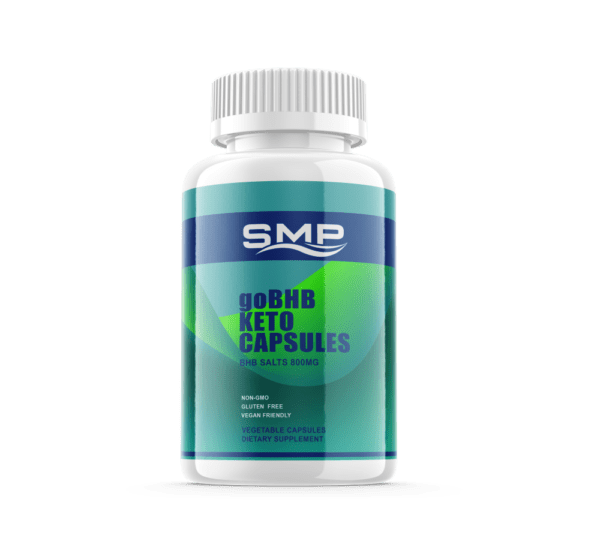 SMP
goBHB
KETO
CAPSULES
BHB SALTS 800MG
NON-GMO
GLUTEN FREE
VEGAN FRIENDLY
VEGETABLE CAPSULES
DIETARY SUPPLEMENT